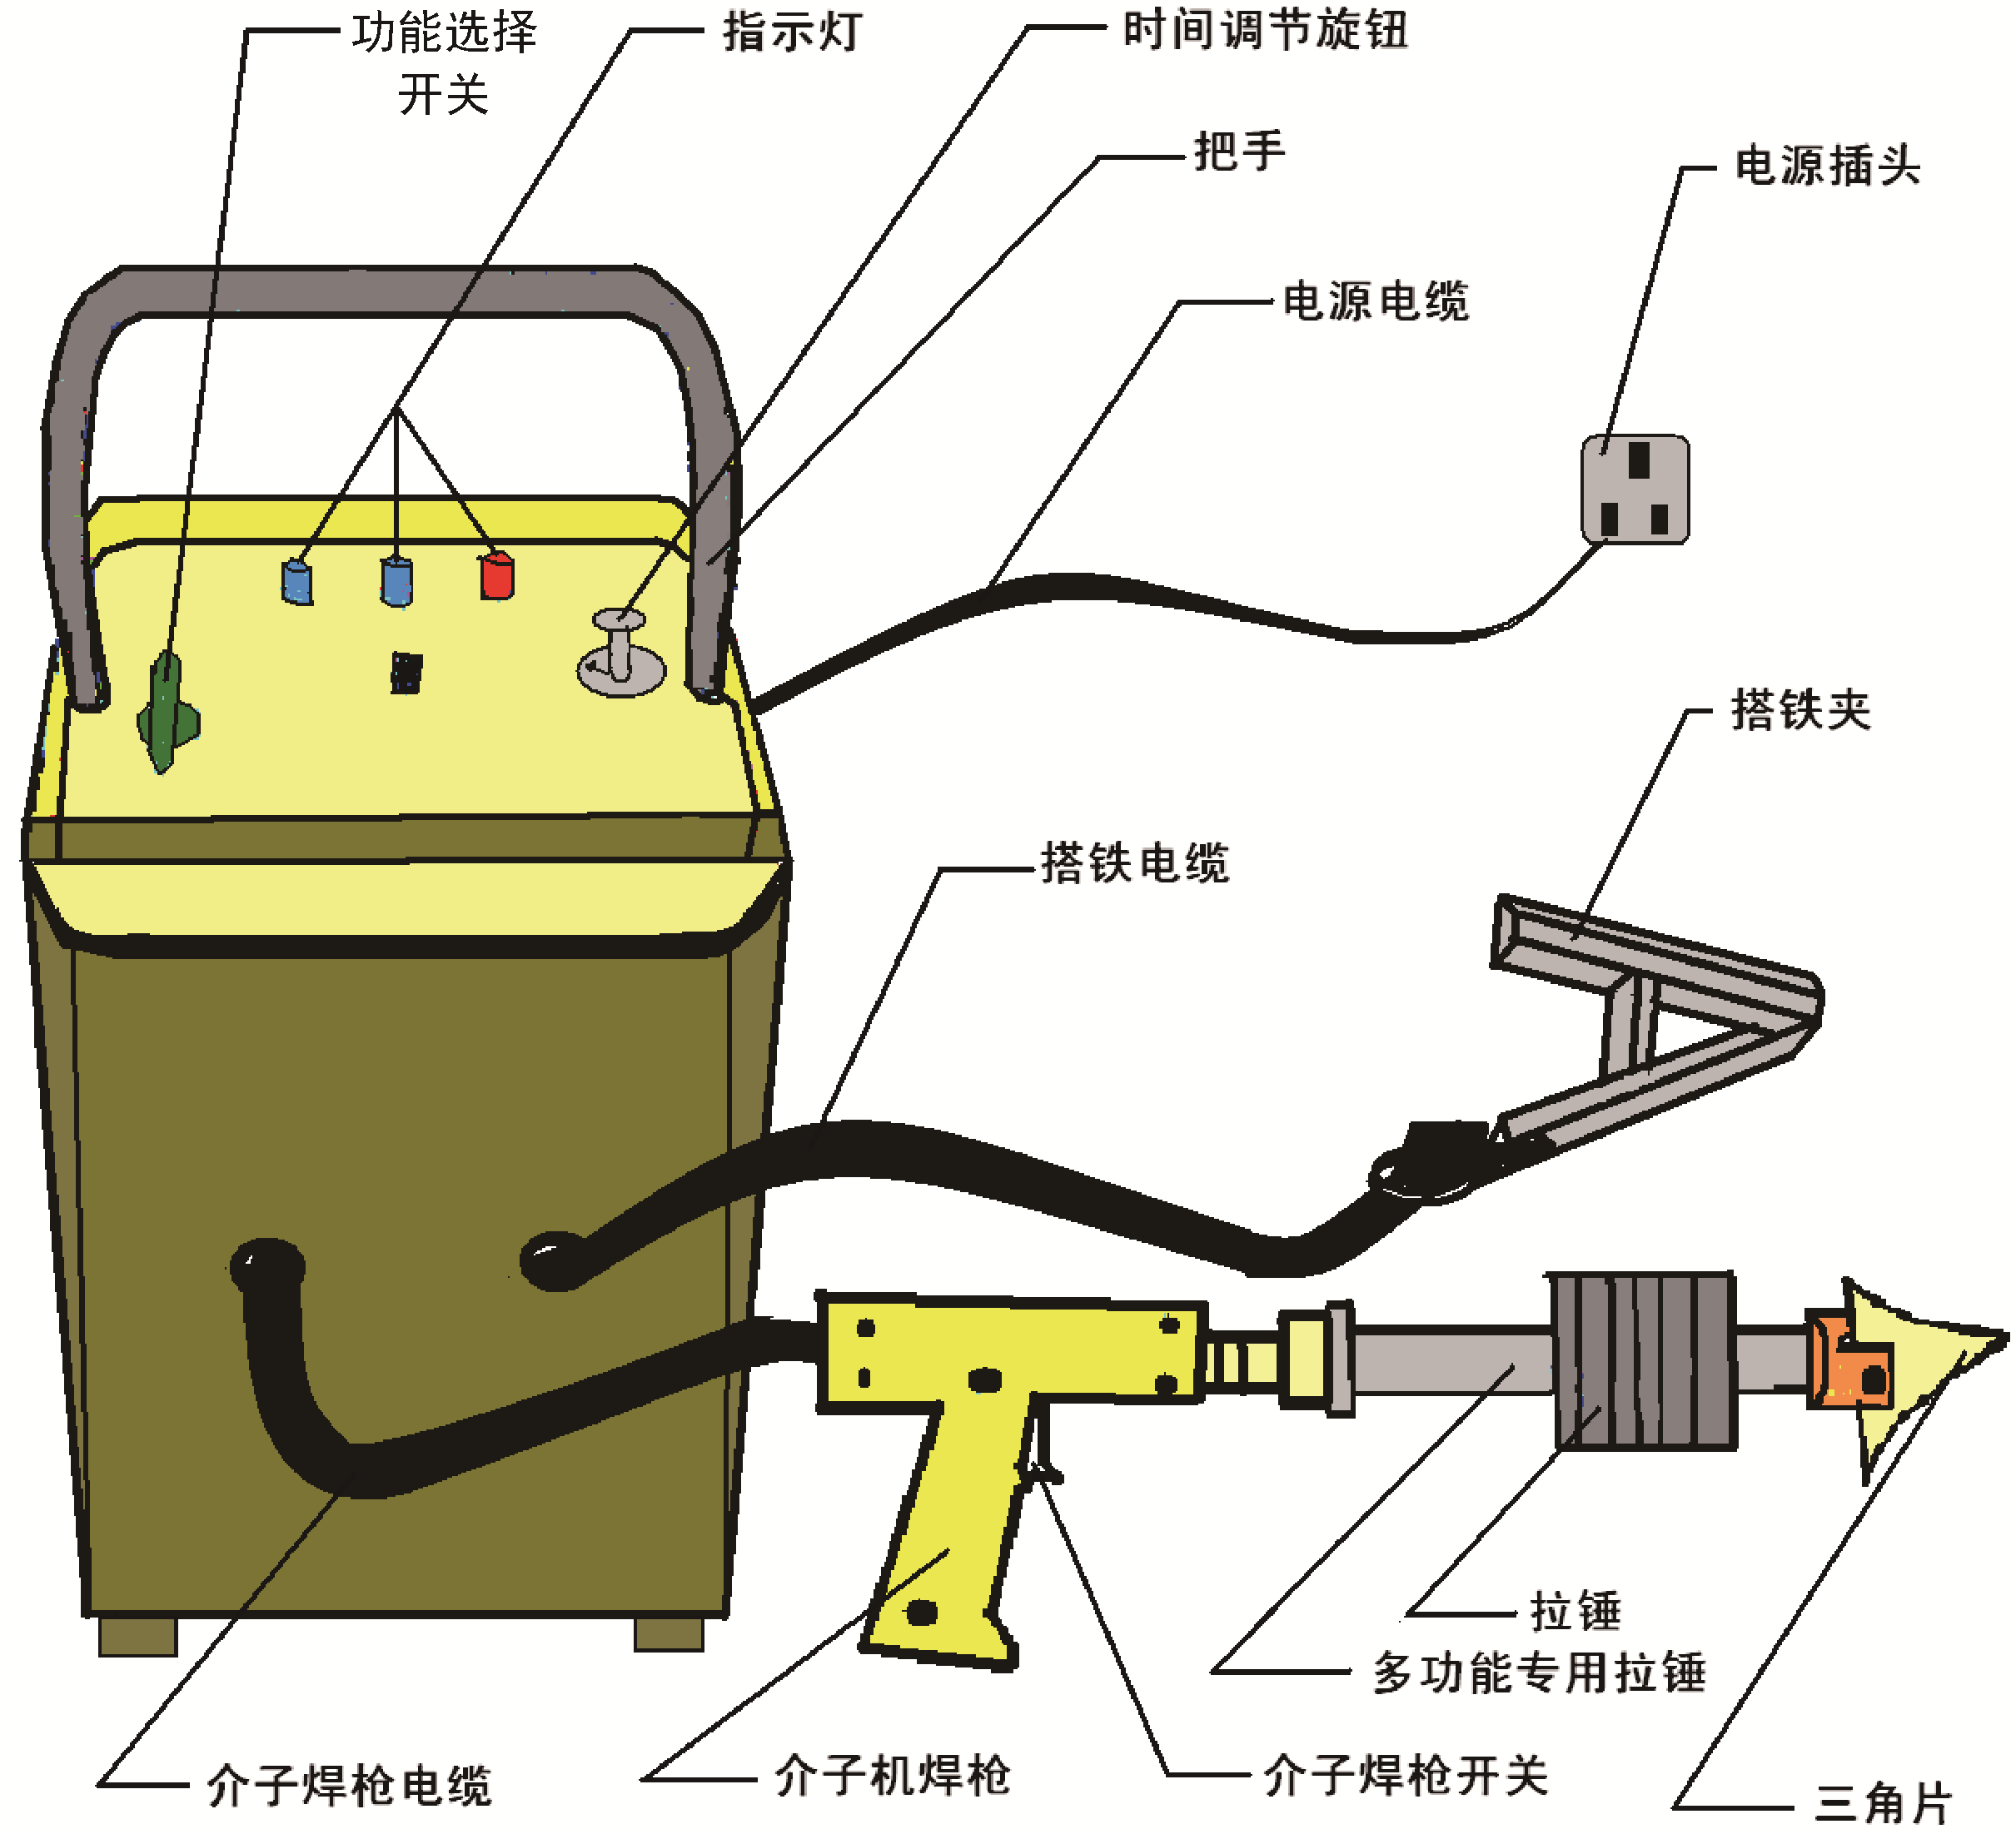 功能选择
开关
指示灯
时间调节旋钮
把手
电源插头
电源电缆
搭铁夹
搭铁电缆
拉锤
多功能专用拉锤
介子焊枪电缆
介子机焊枪
介子焊枪开关
三角片